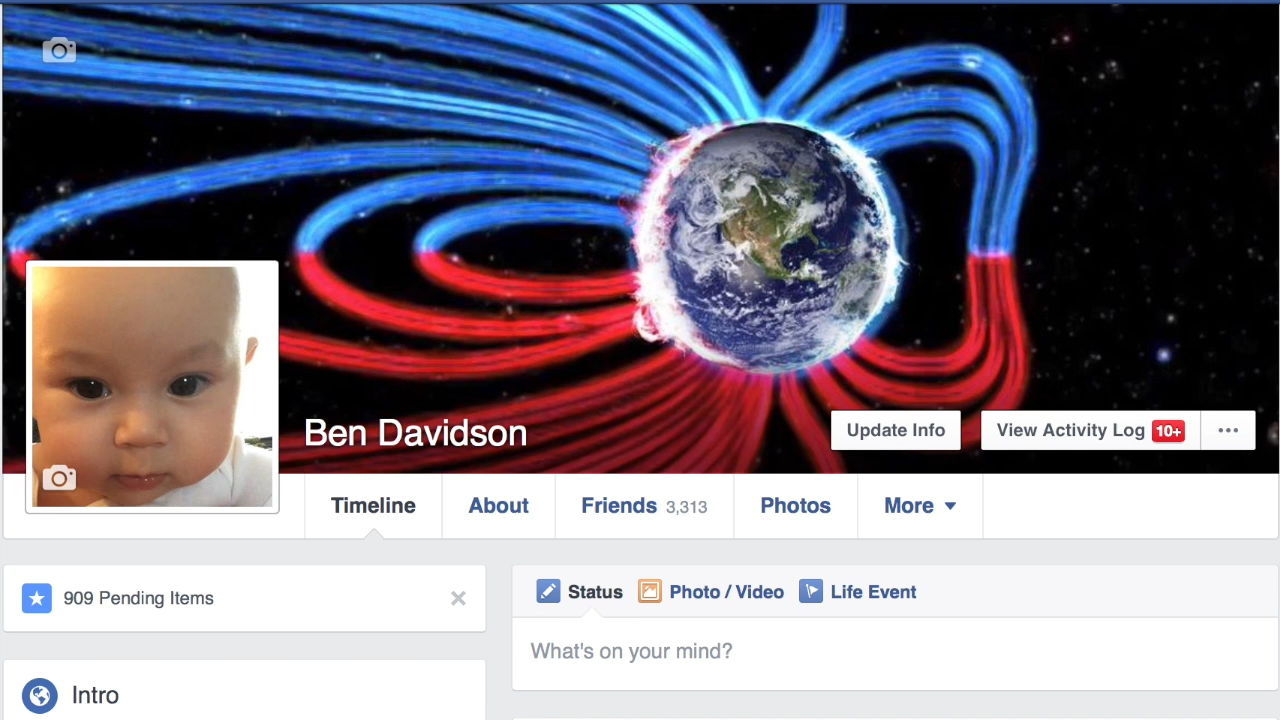 Ben Davidson
Update Info
View Activity Log 10+
Timeline
About
Friends 3,313
Photos
More
909 Pending Items
Status
Photo / Video
Life Event
What's on your mind?
Intro